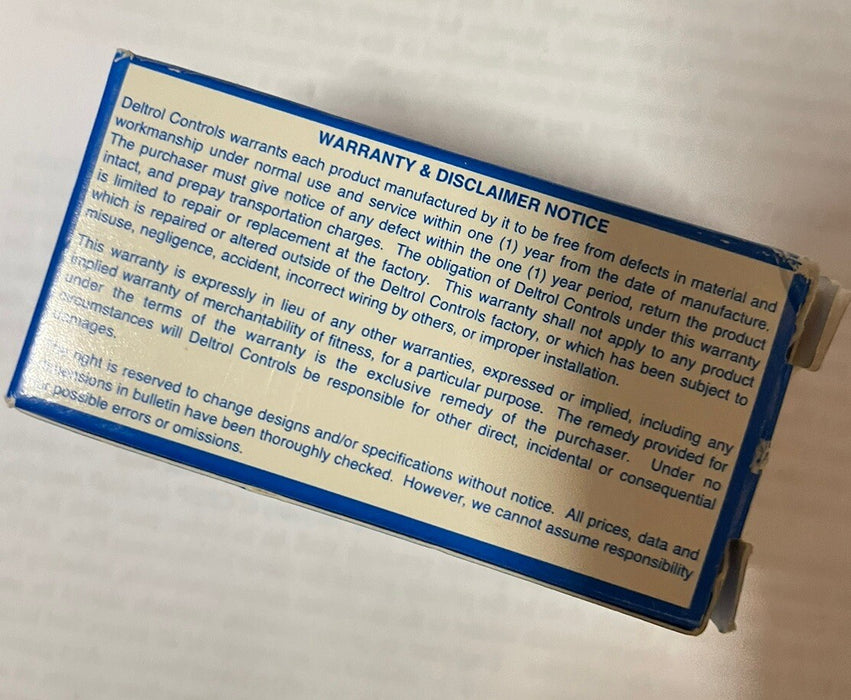 WARRANTY & DISCLAIMER NOTICE
Deltrol Controls warrants each product manufactured by it to be free from defects in material and
workmanship under normal use and service within one (1) year from the date of manufacture.
The purchaser must give notice of any defect within the one (1) year period, return the product
intact, and prepay transportation charges. The obligation of Deltrol Controls under this warranty
is limited to repair or replacement at the factory. This warranty shall not apply to any product
which is repaired or altered outside of the Deltrol Controls factory, or which has been subject to
misuse, negligence, accident, incorrect wiring by others, or improper installation.
This warranty is expressly in lieu of any other warranties, expressed or implied, including any
implied warranty of merchantability of fitness, for a particular purpose. The remedy provided for
under the terms of the warranty is the exclusive remedy of the purchaser. Under no
circumstances will Deltrol Controls be responsible for other direct, incidental or consequential
damages.
The right is reserved to change designs and/or specifications without notice. All prices, data and
dimensions in bulletin have been thoroughly checked. However, we cannot assume responsibility
for possible errors or omissions.